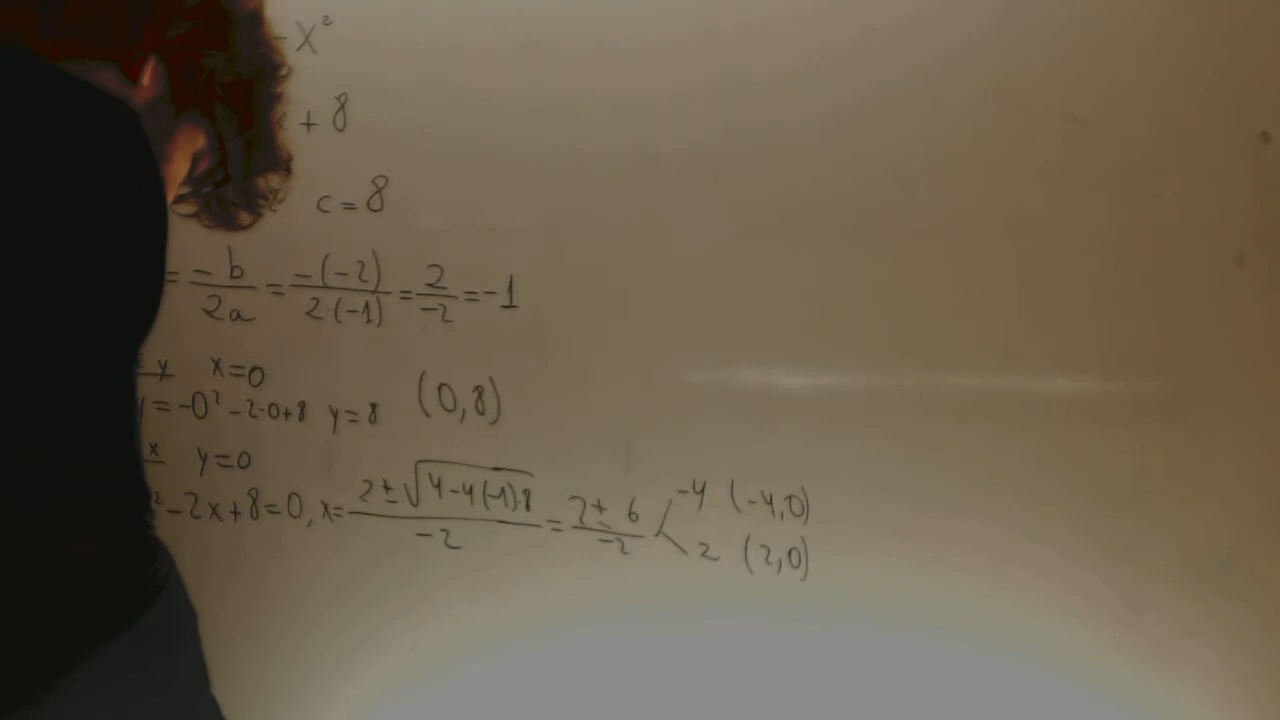 - x²
+ 8
c = 8
= -b/2a = -(-2)/2·(-1) = 2/-2 = -1
y x=0
y = -0² - 2·0+8 y = 8 (0,8)
x y=0
² - 2x + 8 = 0, x = 2 ± √4-4(-1)·8/-2 = 2 ± 6/-2 -4 (-4,0)
2 (2,0)